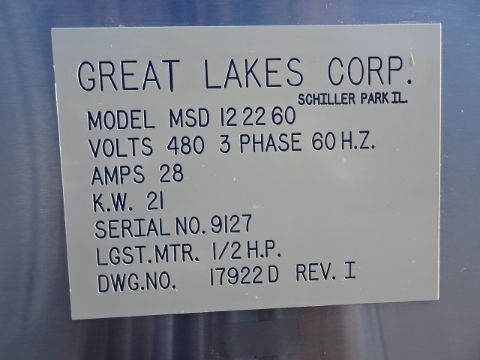 GREAT LAKES CORP.
SCHILLER PARK IL.
MODEL MSD 12 22 60
VOLTS 480 3 PHASE 60 H.Z.
AMPS 28
K.W. 21
SERIAL NO. 9127
LGST. MTR. 1/2 H.P.
DWG. NO. 17922 D REV. I